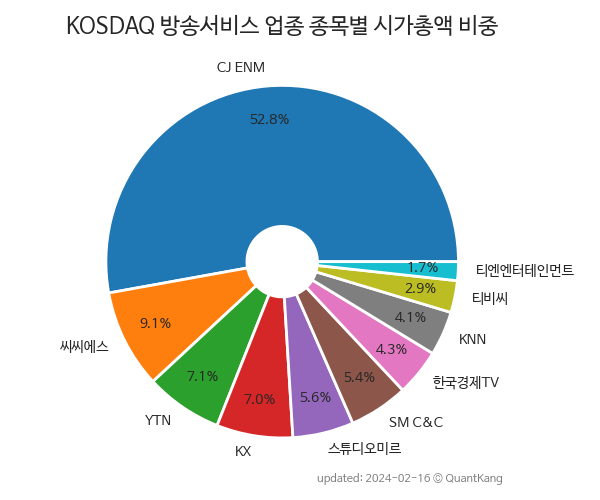 KOSDAQ 방송서비스 업종 종목별 시가총액 비중
CJ ENM
52.8%
씨씨에스
9.1%
YTN
7.1%
KX
7.0%
스튜디오미르
5.6%
SM C&C
5.4%
한국경제TV
4.3%
KNN
4.1%
티비씨
2.9%
티엔엔터테인먼트
1.7%
updated: 2024-02-16 © QuantKang